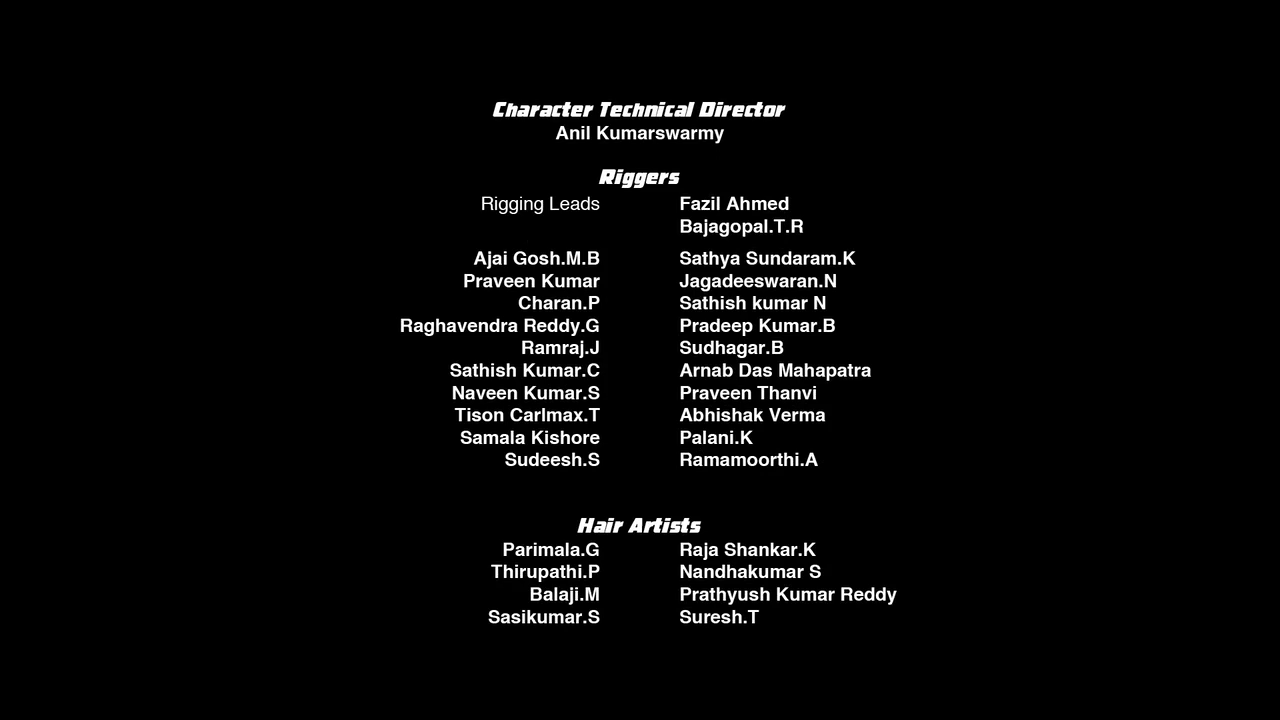 Character Technical Director
Anil Kumarswarmy
Riggers
Rigging Leads Fazil Ahmed
Bajagopal.T.R
Ajai Gosh.M.B Sathya Sundaram.K
Praveen Kumar Jagadeeswaran.N
Charan.P Sathish kumar N
Raghavendra Reddy.G Pradeep Kumar.B
Ramraj.J Sudhagar.B
Sathish Kumar.C Arnab Das Mahapatra
Naveen Kumar.S Praveen Thanvi
Tison Carlmax.T Abhishak Verma
Samala Kishore Palani.K
Sudeesh.S Ramamoorthi.A
Hair Artists
Parimala.G Raja Shankar.K
Thirupathi.P Nandhakumar S
Balaji.M Prathyush Kumar Reddy
Sasikumar.S Suresh.T